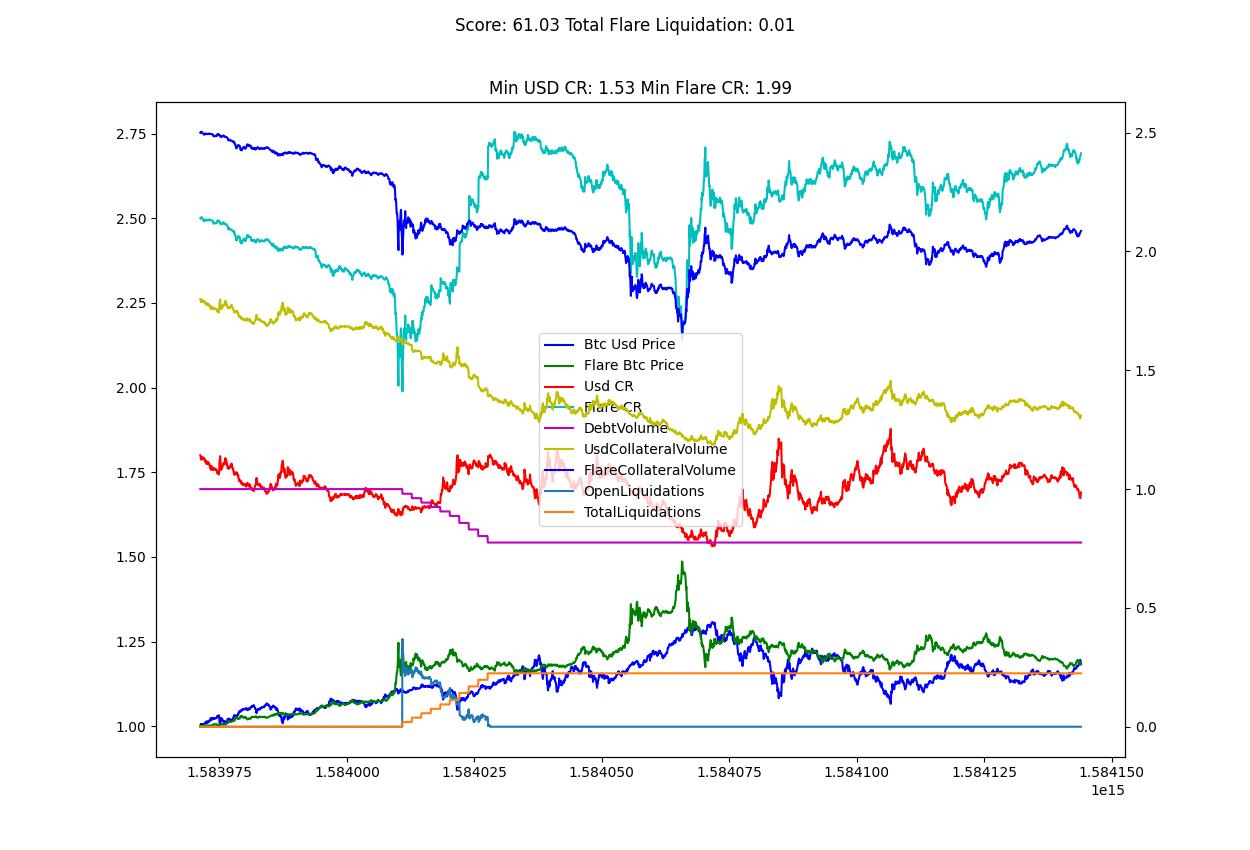 Score: 61.03 Total Flare Liquidation: 0.01
Min USD CR: 1.53 Min Flare CR: 1.99
2.75
2.50
2.25
2.00
1.75
1.50
1.25
1.00
2.5
2.0
1.5
1.0
0.5
0.0
Btc Usd Price
Flare Btc Price
Usd CR
Flare CR
DebtVolume
UsdCollateralVolume
FlareCollateralVolume
OpenLiquidations
TotalLiquidations
1.583975
1.584000
1.584025
1.584050
1.584075
1.584100
1.584125
1.584150
1e15